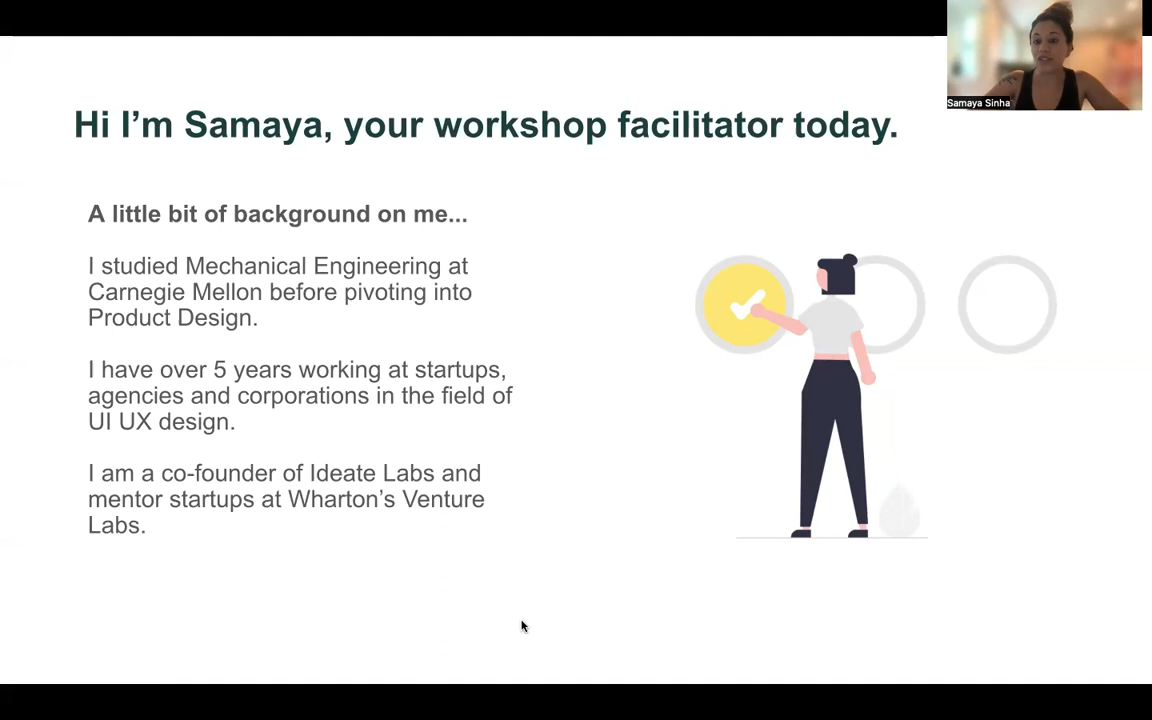 Samaya Sinha
Hi I’m Samaya, your workshop facilitator today.
A little bit of background on me...
I studied Mechanical Engineering at
Carnegie Mellon before pivoting into
Product Design.
I have over 5 years working at startups,
agencies and corporations in the field of
UI UX design.
I am a co-founder of Ideate Labs and
mentor startups at Wharton’s Venture
Labs.